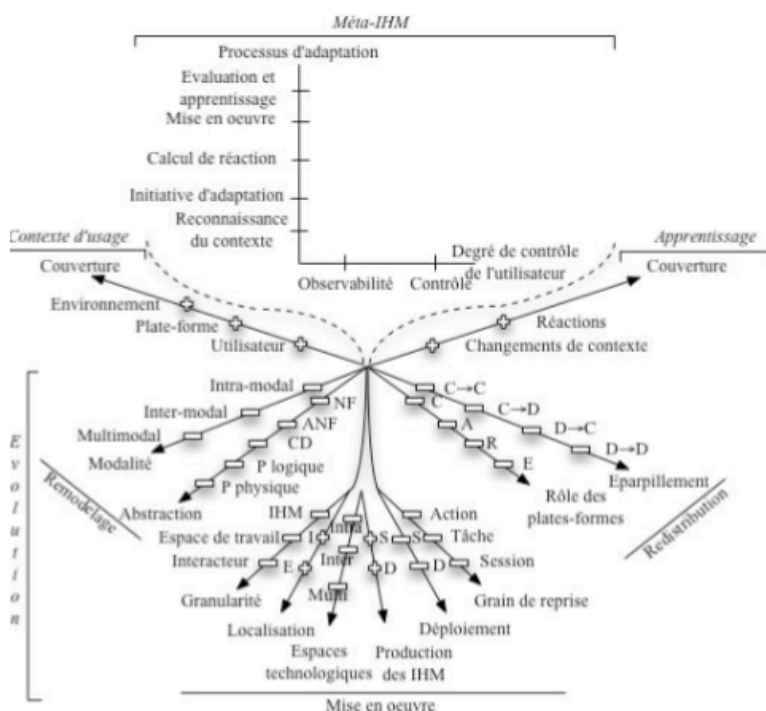 Méta-IHM
Processus d'adaptation
Evaluation et
apprentissage
Mise en oeuvre
Calcul de réaction
Initiative d'adaptation
Reconnaissance
du contexte
Observabilité
Contrôle
Degré de contrôle
de l'utilisateur
Contexte d'usage
Couverture
Environnement
Plate-forme
Utilisateur
Apprentissage
Couverture
Réactions
Changements de contexte
Evolution
Remodelage
Intra-modal
Inter-modal
Multimodal
Modalité
NF
ANF
CD
P logique
P physique
Abstraction
C→C
C→D
D→C
D→D
Eparpillement
C
A
R
E
Rôle des
plates-formes
Redistribution
IHM
Espace de travail
Interacteur
Granularité
I
E
Localisation
Intra
Inter
Multi
Espaces
technologiques
S
D
Production
des IHM
S
D
Déploiement
Action
Tâche
Session
Grain de reprise
Mise en oeuvre